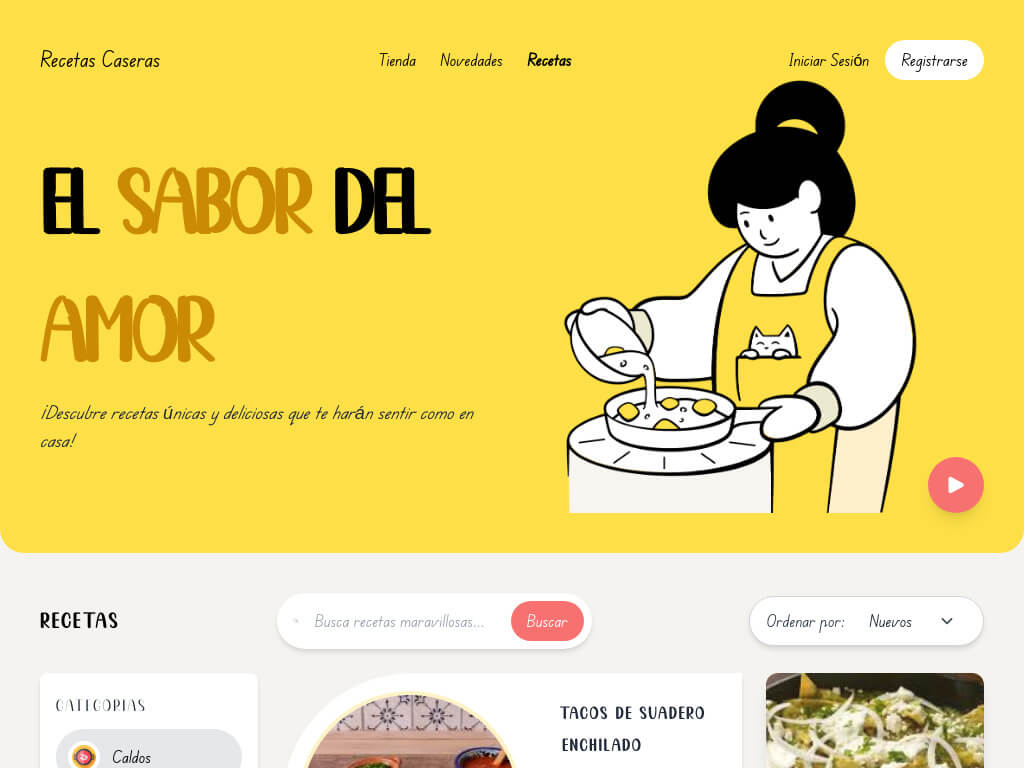 Recetas Caseras
Tienda Novedades Recetas
Iniciar Sesión Registrarse
EL SABOR DEL
AMOR
¡Descubre recetas únicas y deliciosas que te harán sentir como en
casa!
RECETAS
Busca recetas maravillosas... Buscar
Ordenar por: Nuevos
CATEGORIAS
Caldos
TACOS DE SUADERO
ENCHILADO